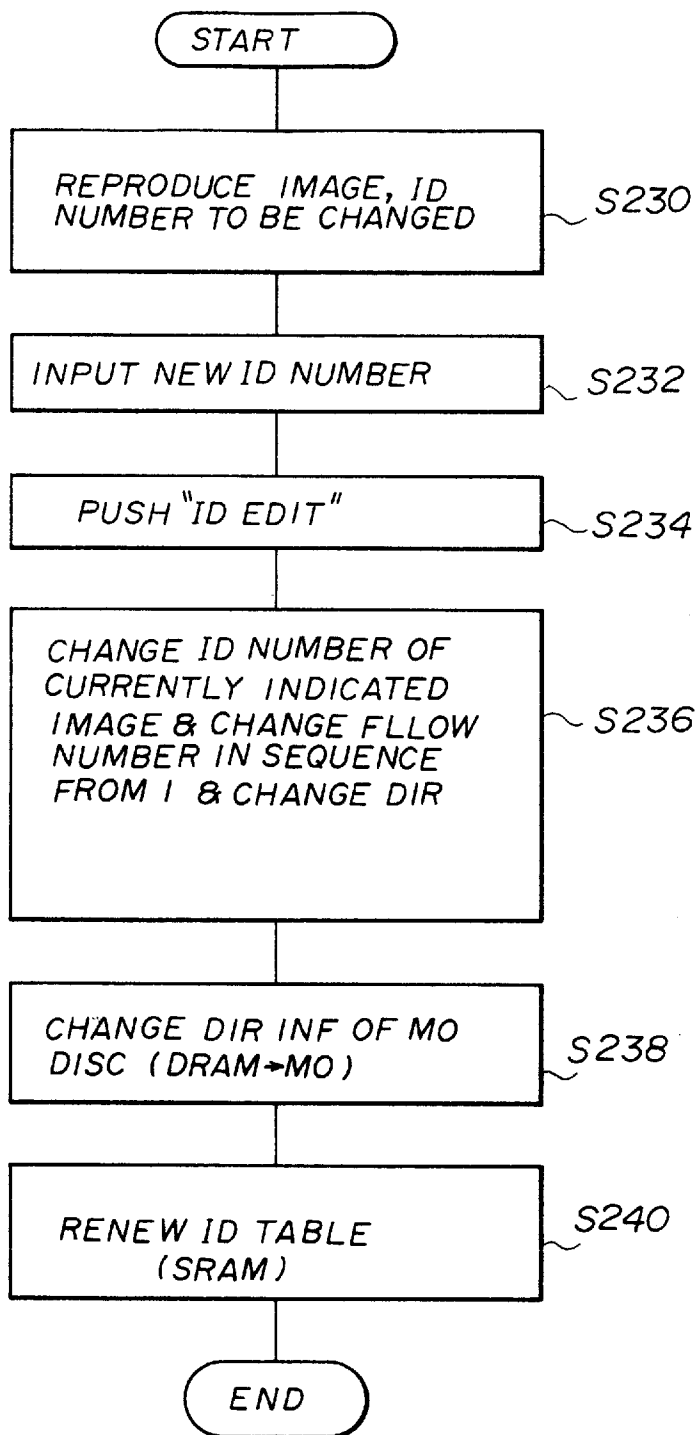 START
REPRODUCE IMAGE, ID
NUMBER TO BE CHANGED
S230
INPUT NEW ID NUMBER
S232
PUSH "ID EDIT"
S234
CHANGE ID NUMBER OF
CURRENTLY INDICATED
IMAGE & CHANGE FLLOW
NUMBER IN SEQUENCE
FROM 1 & CHANGE DIR
S236
CHANGE DIR INF OF MO
DISC (DRAM→MO)
S238
RENEW ID TABLE
(SRAM)
S240
END